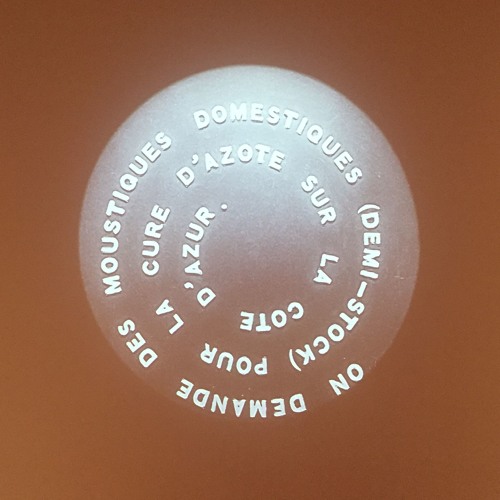 ON DEMANDE DES MOUSTIQUES DOMESTIQUES (DEMI-STOCK) POUR LA CURE D'AZOTE SUR LA COTE D'AZUR.